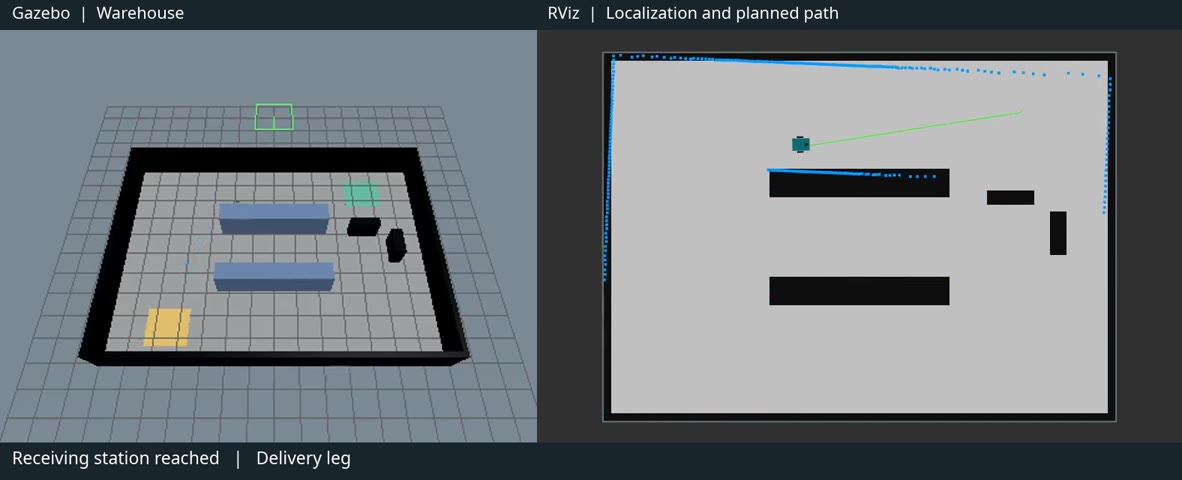 Gazebo | Warehouse
RViz | Localization and planned path
Receiving station reached | Delivery leg